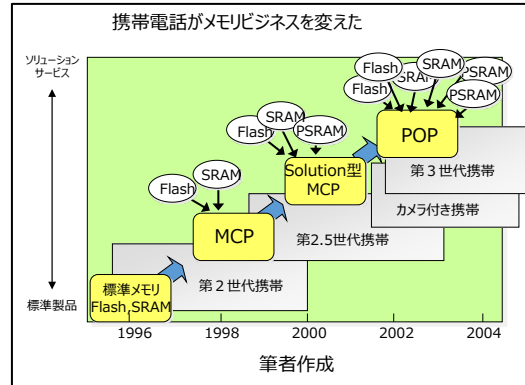 携帯電話がメモリビジネスを変えた
ソリューション
サービス
Flash
SRAM
Flash
SRAM
PSRAM
Flash
Flash
SRAM
SRAM
PSRAM
PSRAM
POP
Solution型
MCP
MCP
標準メモリ
Flash,SRAM
第3世代携帯
カメラ付き携帯
第2.5世代携帯
第2世代携帯
標準製品
1996
1998
2000
2002
2004
筆者作成